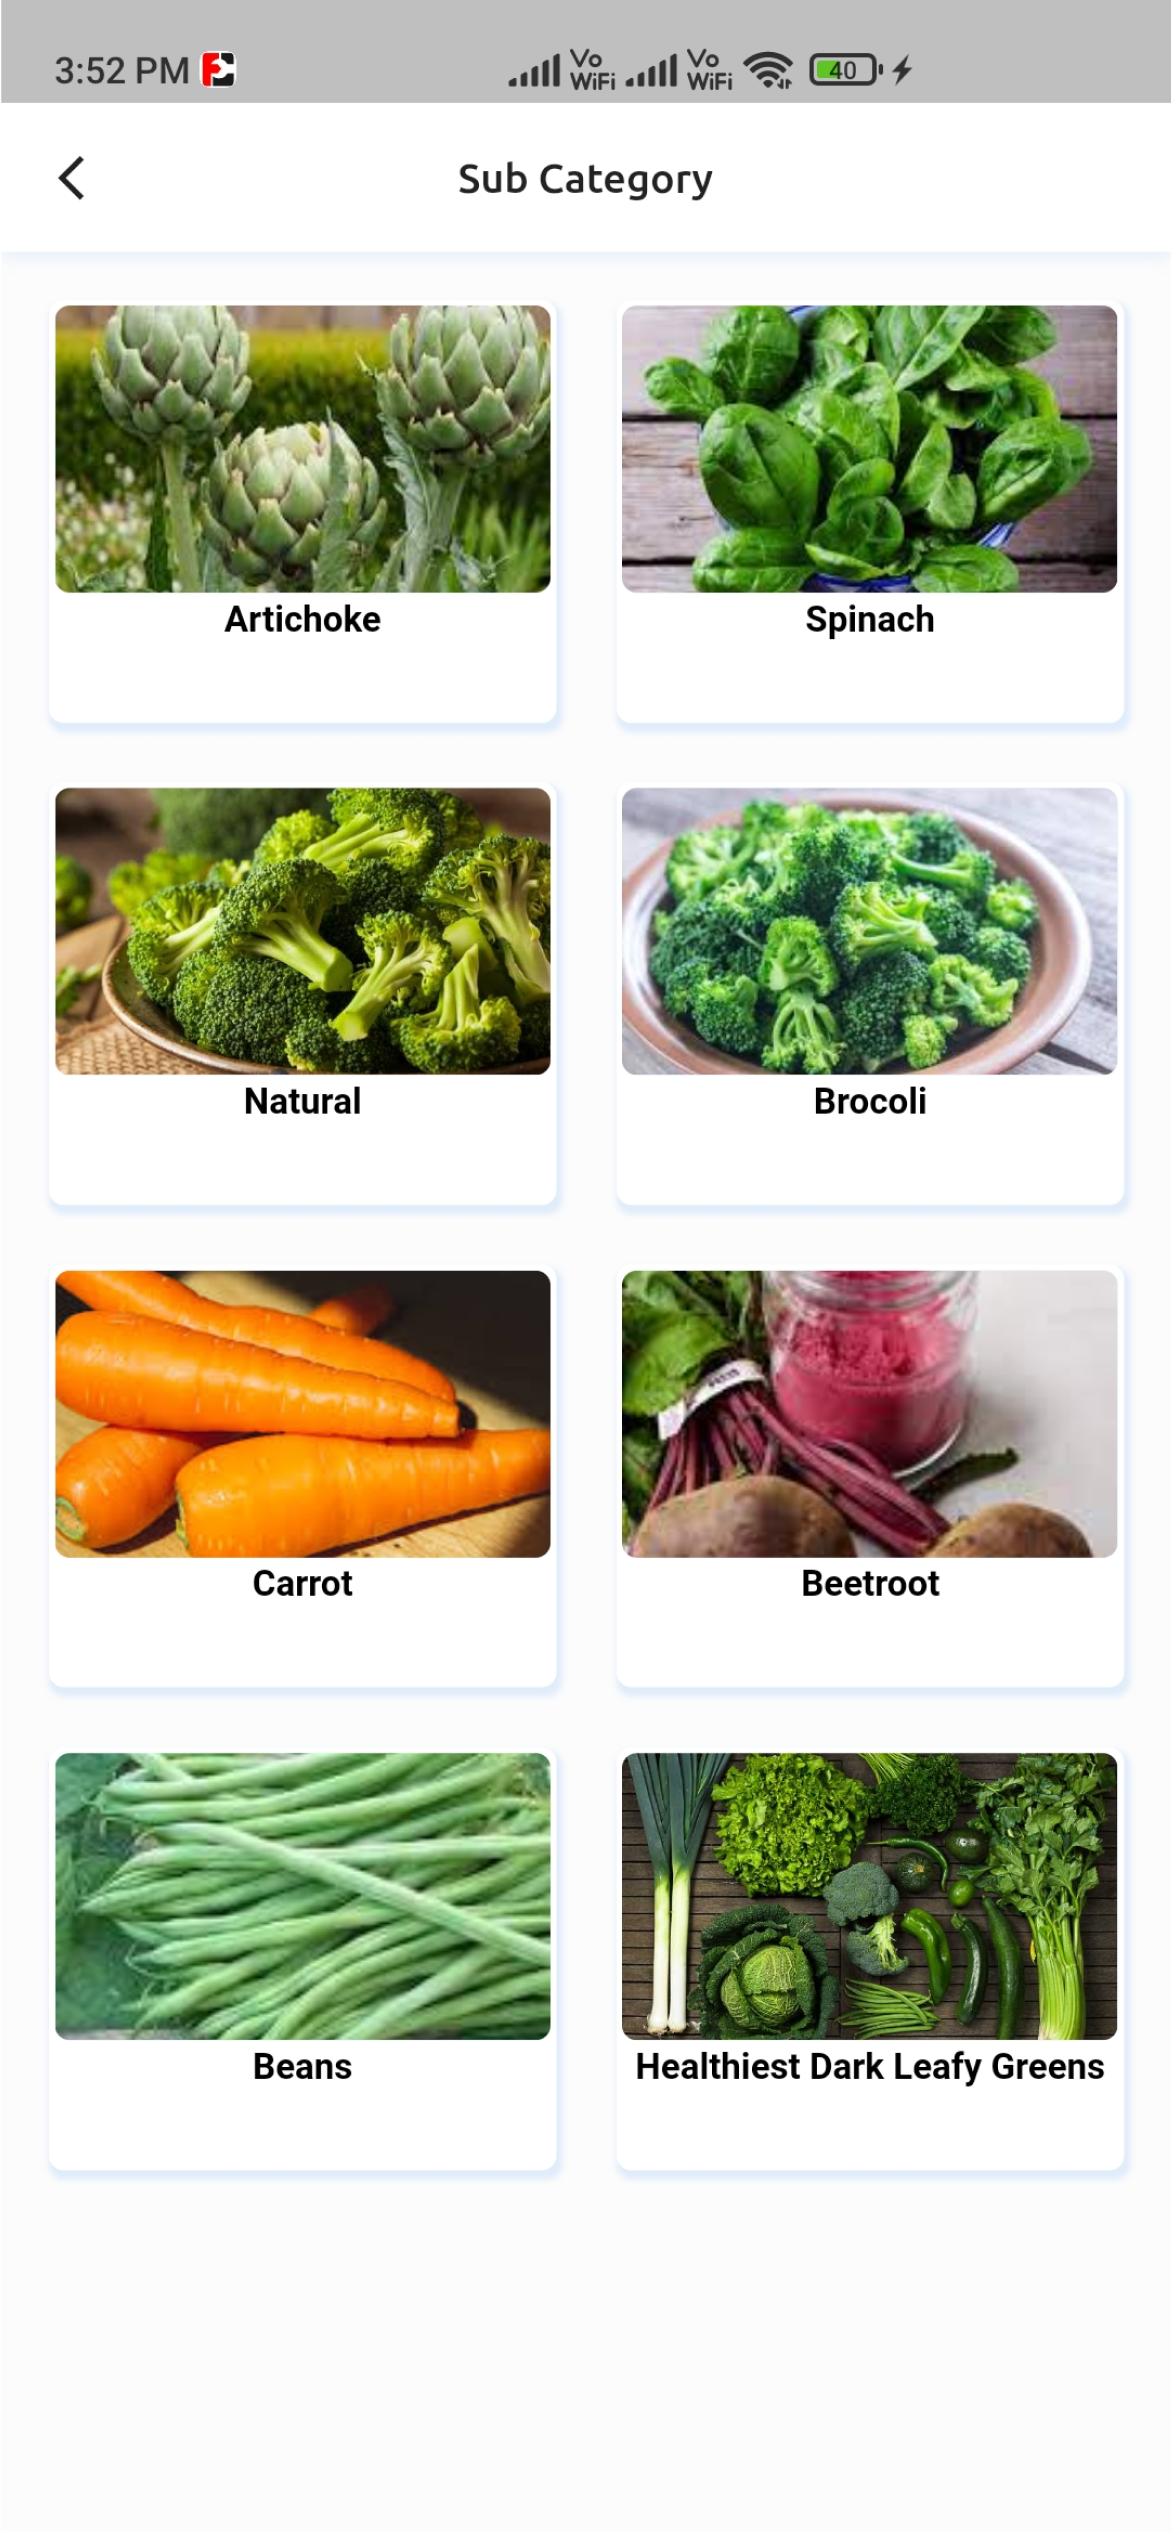 3:52 PM Vo WiFi Vo WiFi 40
Sub Category
Artichoke
Spinach
Natural
Brocoli
Carrot
Beetroot
Beans
Healthiest Dark Leafy Greens